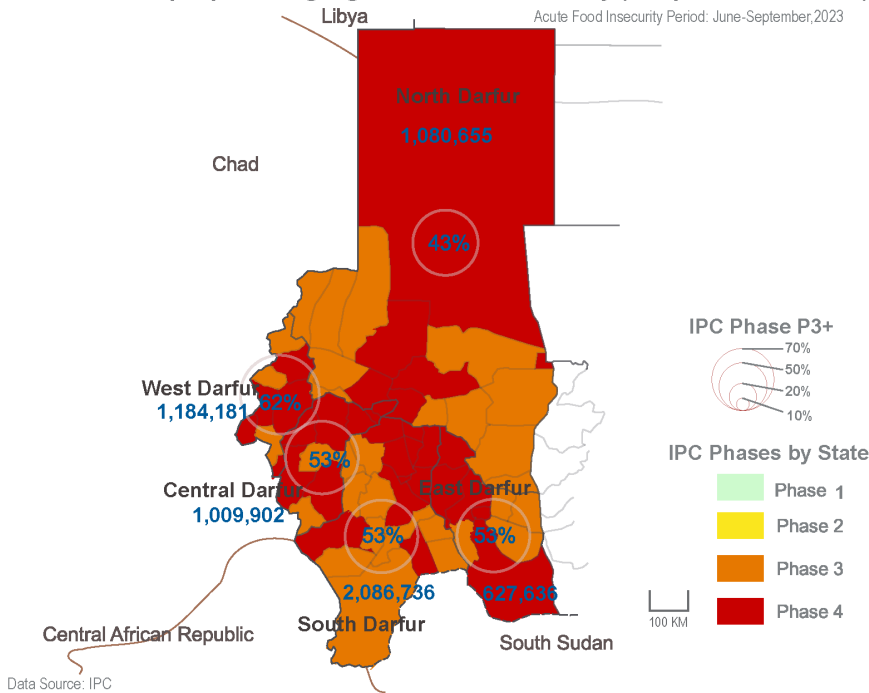 Libya
Acute Food Insecurity Period: June-September,2023
North Darfur
1,080,655
Chad
43%
IPC Phase P3+
70%
50%
20%
10%
West Darfur
1,184,181
62%
IPC Phases by State
53%
Central Darfur
East Darfur
Phase 1
1,009,902
Phase 2
53%
53%
Phase 3
2,086,736
627,636
Phase 4
100 KM
South Darfur
Central African Republic
South Sudan
Data Source: IPC